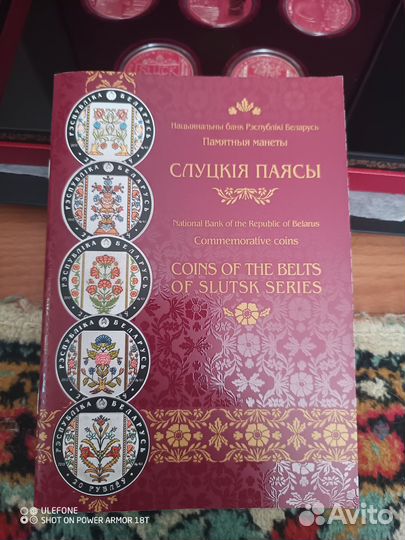 Нацыянальны банк Рэспублікі Беларусь
Памятныя манеты
СЛУЦКІЯ ПАЯСЫ
National Bank of the Republic of Belarus
Commemorative coins
COINS OF THE BELTS
OF SLUTSK SERIES
РЭСПУБЛІКА БЕЛАРУСЬ
РЭСПУБЛІКА БЕЛАРУСЬ
РЭСПУБЛІКА БЕЛАРУСЬ
РЭСПУБЛІКА БЕЛАРУСЬ
РЭСПУБЛІКА БЕЛАРУСЬ
20 РУБЛЁЎ
ULEFONE
SHOT ON POWER ARMOR 18T
Avito